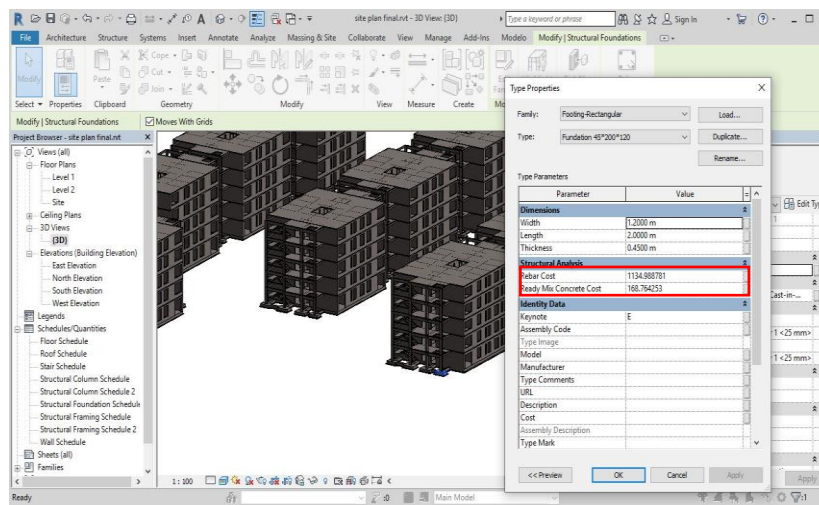 site plan final.rvt - 3D View: {3D}
Type a keyword or phrase
Sign In
File Architecture Structure Systems Insert Annotate Analyze Massing & Site Collaborate View Manage Add-Ins Modelo Modify | Structural Foundations
Modify
Paste
Cope
Cut
Join
Select Properties Clipboard Geometry Modify View Measure Create
Modify | Structural Foundations
Moves With Grids
Project Browser - site plan final.rvt
Views (all)
Floor Plans
Level 1
Level 2
Site
Ceiling Plans
3D Views
{3D}
Elevations (Building Elevation)
East Elevation
North Elevation
South Elevation
West Elevation
Legends
Schedules/Quantities
Floor Schedule
Roof Schedule
Stair Schedule
Structural Column Schedule
Structural Column Schedule 2
Structural Foundation Schedule
Structural Framing Schedule
Structural Framing Schedule 2
Wall Schedule
Sheets (all)
Families
Type Properties
Family: Footing-Rectangular Load...
Type: Fundation 45*200*120 Duplicate...
Rename...
Type Parameters
Parameter Value =
Dimensions
Width 1.2000 m
Length 2.0000 m
Thickness 0.4500 m
Structural Analysis
Rebar Cost 1134.988781
Ready Mix Concrete Cost 168.764253
Identity Data
Keynote E
Assembly Code
Type Image
Model
Manufacturer
Type Comments
URL
Description
Cost
Assembly Description
Type Mark
<< Preview OK Cancel Apply
Edit Ty
1
Cast-in-...
1 <25 mm>
1 <25 mm>
Apply
1 : 100
Ready
:0
Main Model
:1